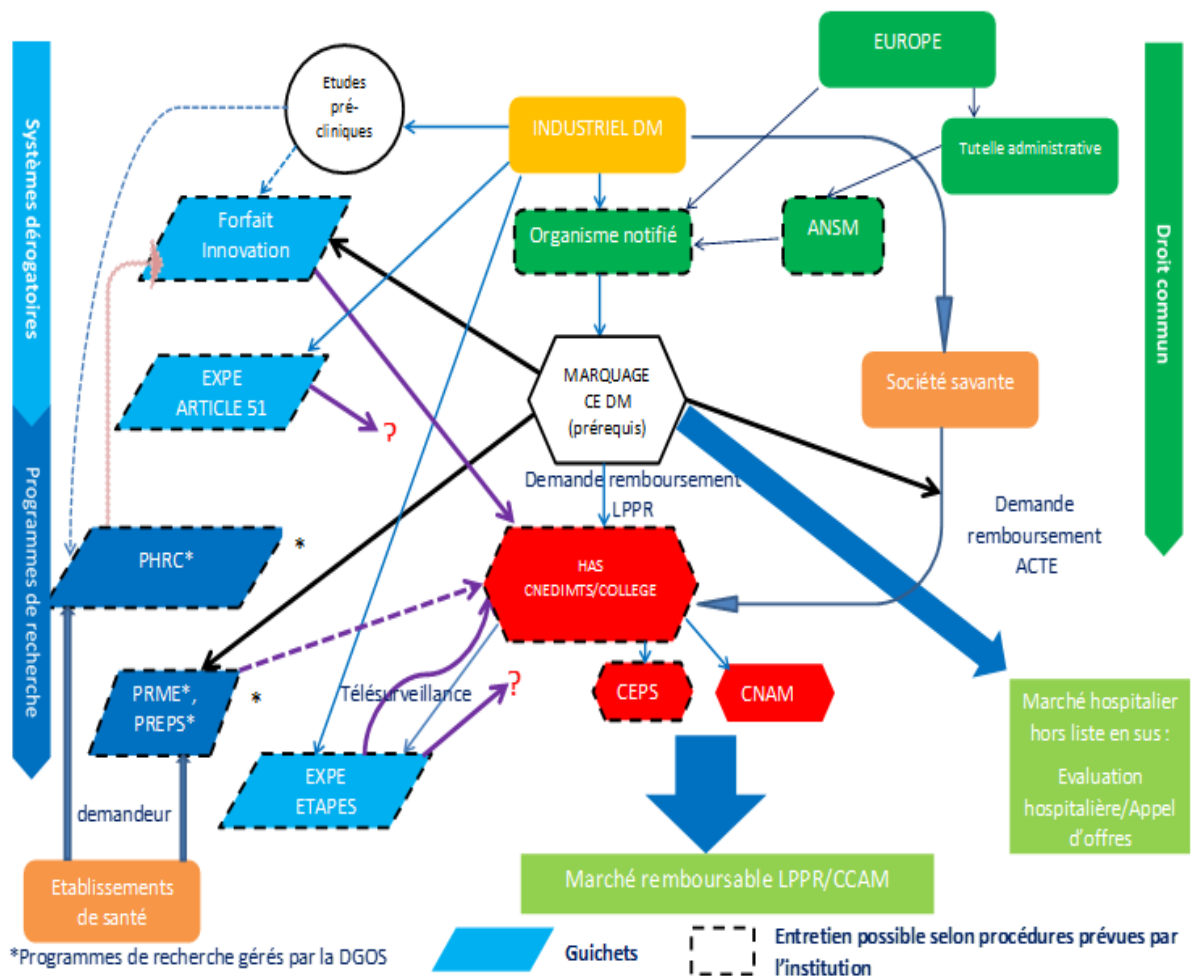 EUROPE
Etudes
pré-
cliniques
INDUSTRIEL DM
Tutelle administrative
Systèmes dérogatoires
Forfait
Innovation
Organisme notifié
ANSM
Droit commun
EXPE
ARTICLE 51
?
MARQUAGE
CE DM
(prérequis)
Société savante
Demande remboursement
LPPR
Demande
remboursement
ACTE
Programmes de recherche
PHRC*
*
HAS
CNEDIMTS/COLLEGE
PRME*,
PREPS*
*
Télésurveillance
?
CEPS
CNAM
Marché hospitalier
hors liste en sus :
Evaluation
hospitalière/Appel
d'offres
EXPE
ETAPES
demandeur
Etablissements
de santé
Marché remboursable LPPR/CCAM
*Programmes de recherche gérés par la DGOS
Guichets
Entretien possible selon procédures prévues par
l'institution